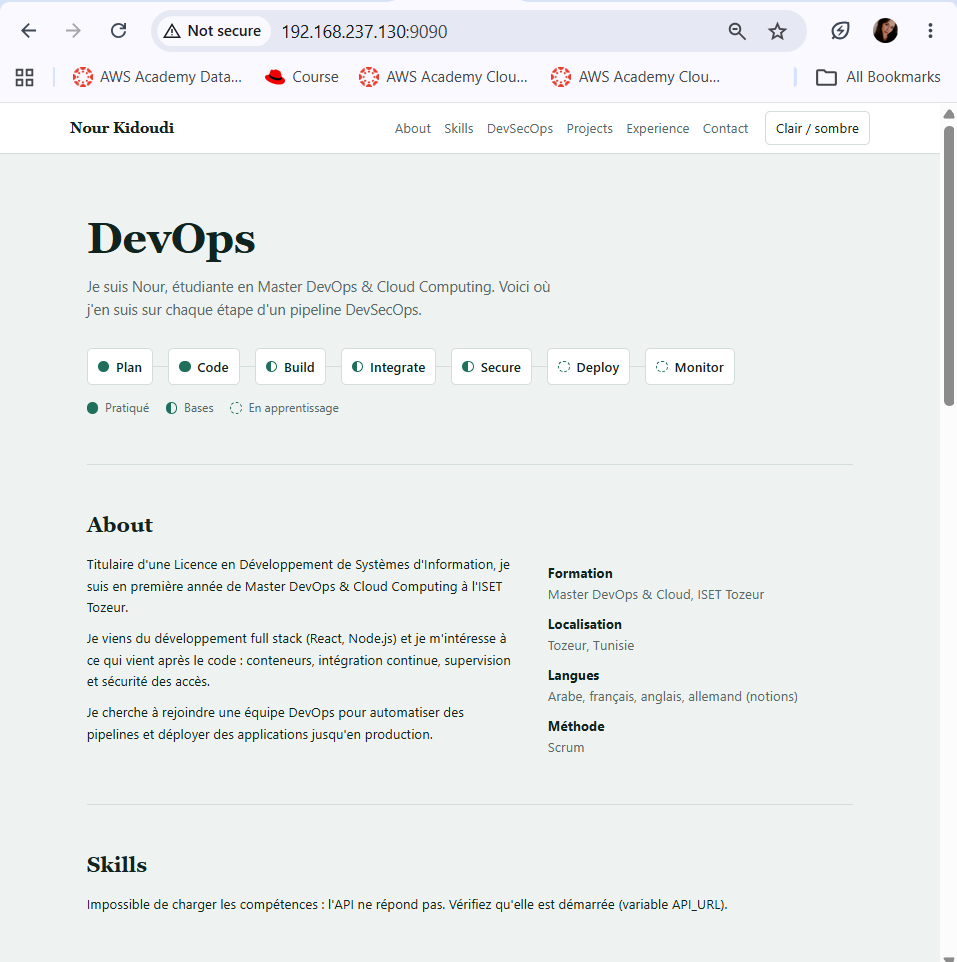 Not secure
192.168.237.130:9090
AWS Academy Data...
Course
AWS Academy Clou...
AWS Academy Clou...
All Bookmarks
Nour Kidoudi
About
Skills
DevSecOps
Projects
Experience
Contact
Clair / sombre
DevOps
Je suis Nour, étudiante en Master DevOps & Cloud Computing. Voici où
j'en suis sur chaque étape d'un pipeline DevSecOps.
Plan
Code
Build
Integrate
Secure
Deploy
Monitor
Pratiqué
Bases
En apprentissage
About
Titulaire d'une Licence en Développement de Systèmes d'Information, je
suis en première année de Master DevOps & Cloud Computing à l'ISET
Tozeur.
Je viens du développement full stack (React, Node.js) et je m'intéresse à
ce qui vient après le code : conteneurs, intégration continue, supervision
et sécurité des accès.
Je cherche à rejoindre une équipe DevOps pour automatiser des
pipelines et déployer des applications jusqu'en production.
Formation
Master DevOps & Cloud, ISET Tozeur
Localisation
Tozeur, Tunisie
Langues
Arabe, français, anglais, allemand (notions)
Méthode
Scrum
Skills
Impossible de charger les compétences : l'API ne répond pas. Vérifiez qu'elle est démarrée (variable API_URL).